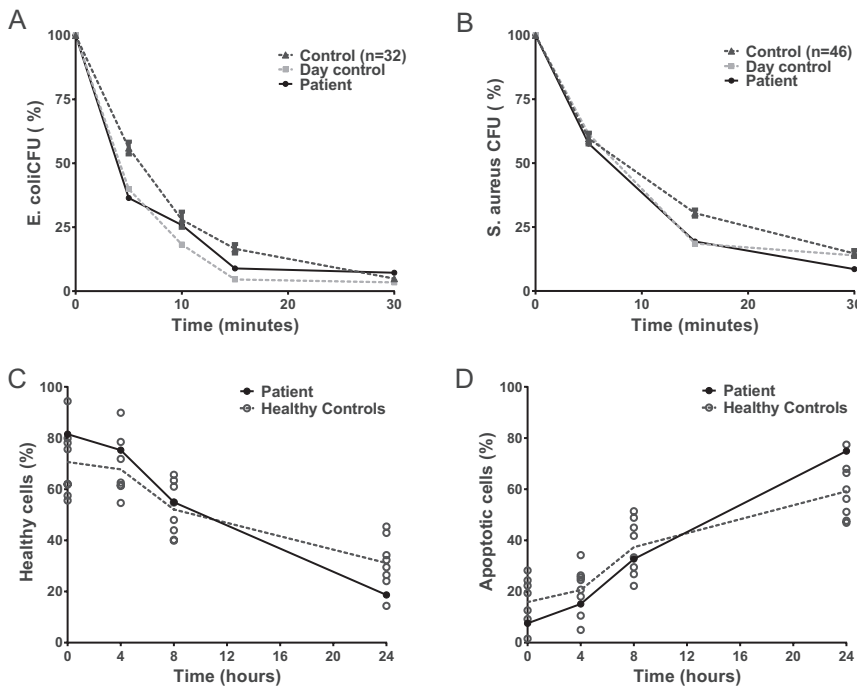 A
E. coliCFU ( %)
100
75
50
25
0
0
10
20
30
Time (minutes)
Control (n=32)
Day control
Patient
B
S. aureus CFU ( %)
100
75
50
25
0
0
10
20
30
Time (minutes)
Control (n=46)
Day control
Patient
C
Healthy cells (%)
100
80
60
40
20
0
0
4
8
12
16
20
24
Time (hours)
Patient
Healthy Controls
D
Apoptotic cells (%)
100
80
60
40
20
0
0
4
8
12
16
20
24
Time (hours)
Patient
Healthy Controls